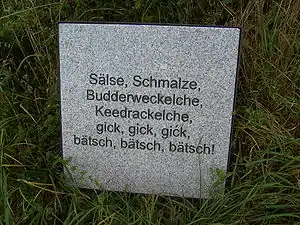 Sälse, Schmalze,
Budderweckelche,
Keedrackelche,
gick, gick, gick,
bätsch, bätsch, bätsch!